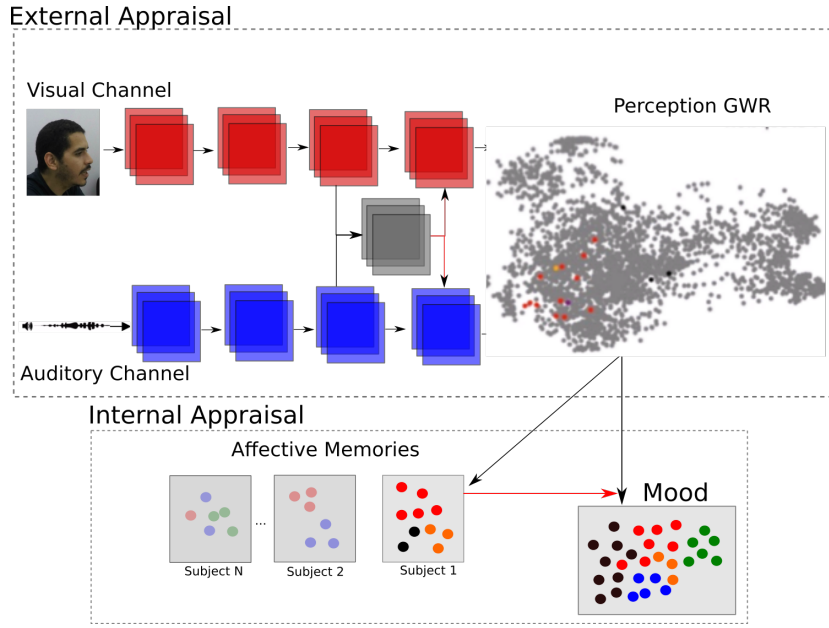 External Appraisal
Visual Channel
Perception GWR
Auditory Channel
Internal Appraisal
Affective Memories
...
Mood
Subject N
Subject 2
Subject 1